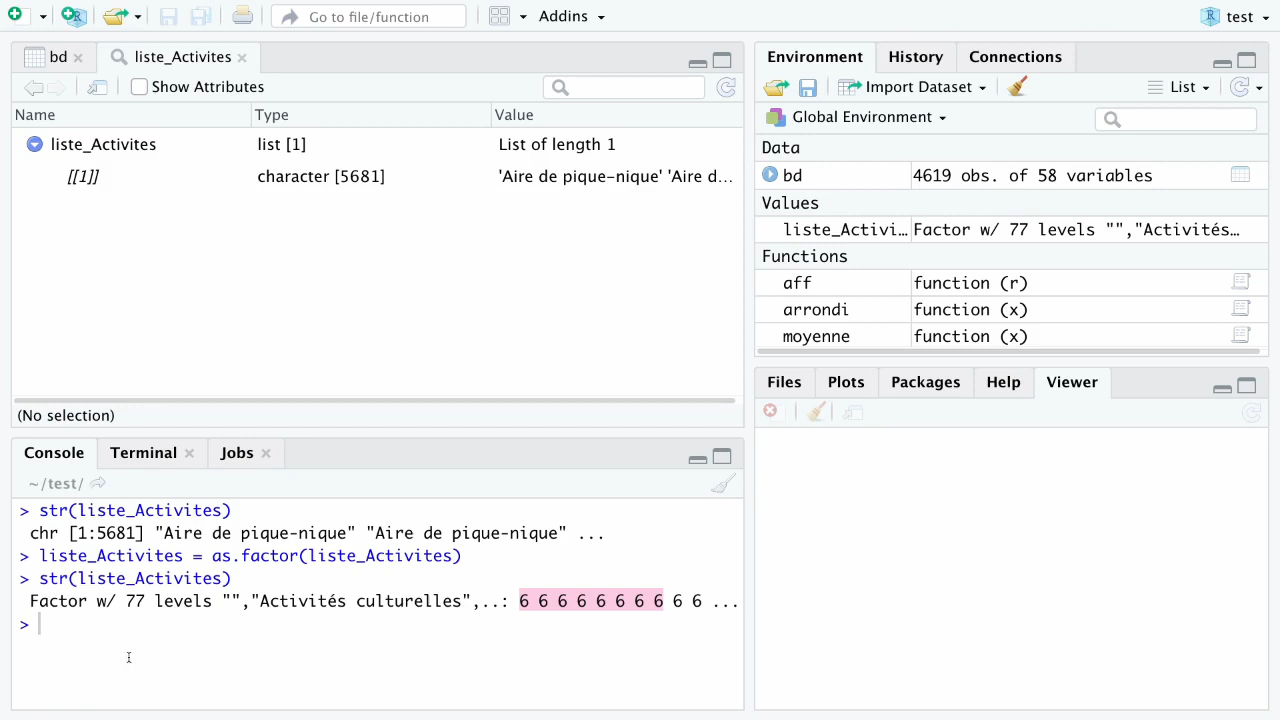 Go to file/function
Addins
test
bd
liste_Activites
Show Attributes
Name Type Value
liste_Activites list [1] List of length 1
[[1]] character [5681] 'Aire de pique-nique' 'Aire d...
(No selection)
Console Terminal Jobs
~/test/
> str(liste_Activites)
chr [1:5681] "Aire de pique-nique" "Aire de pique-nique" ...
> liste_Activites = as.factor(liste_Activites)
> str(liste_Activites)
Factor w/ 77 levels "","Activités culturelles",..: 6 6 6 6 6 6 6 6 6 6 ...
>
Environment History Connections
Import Dataset List
Global Environment
Data
bd 4619 obs. of 58 variables
Values
liste_Activi… Factor w/ 77 levels "","Activités…
Functions
aff function (r)
arrondi function (x)
moyenne function (x)
Files Plots Packages Help Viewer